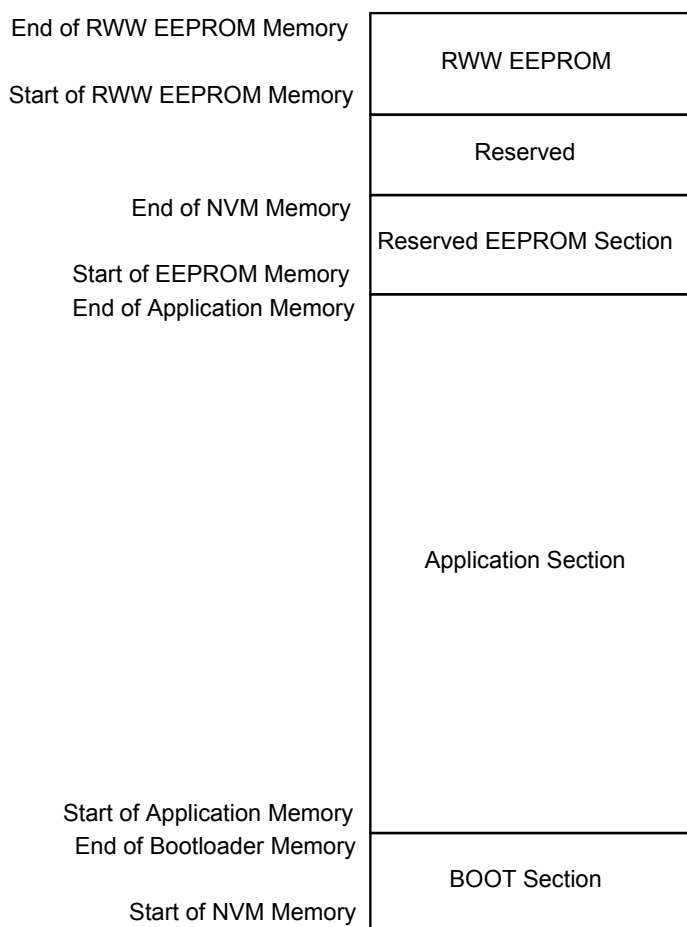 End of RWW EEPROM Memory
RWW EEPROM
Start of RWW EEPROM Memory
Reserved
End of NVM Memory
Reserved EEPROM Section
Start of EEPROM Memory
End of Application Memory
Application Section
Start of Application Memory
End of Bootloader Memory
BOOT Section
Start of NVM Memory